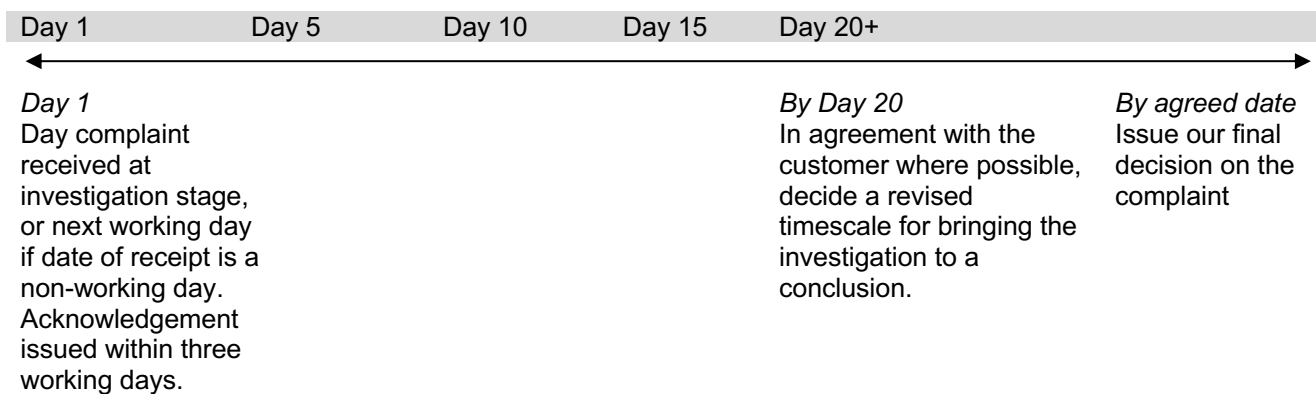 Day 1 Day 5 Day 10 Day 15 Day 20+
Day 1
Day complaint
received at
investigation stage,
or next working day
if date of receipt is a
non-working day.
Acknowledgement
issued within three
working days.
By Day 20
In agreement with the
customer where possible,
decide a revised
timescale for bringing the
investigation to a
conclusion.
By agreed date
Issue our final
decision on the
complaint